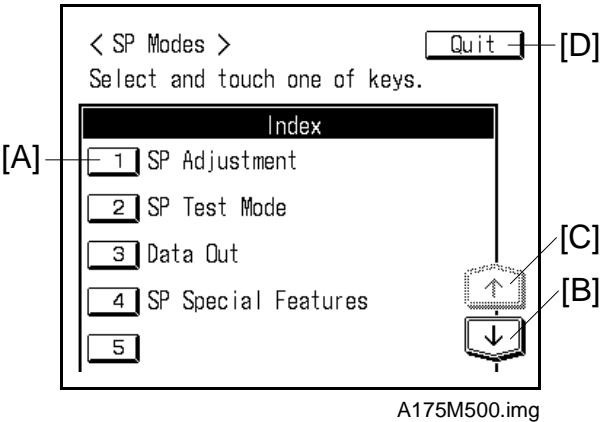 < SP Modes > Quit [D]
Select and touch one of keys.
Index
[A] 1 SP Adjustment
2 SP Test Mode
3 Data Out
[C]
4 SP Special Features ↑
[B]
5 ↓
A175M500.img